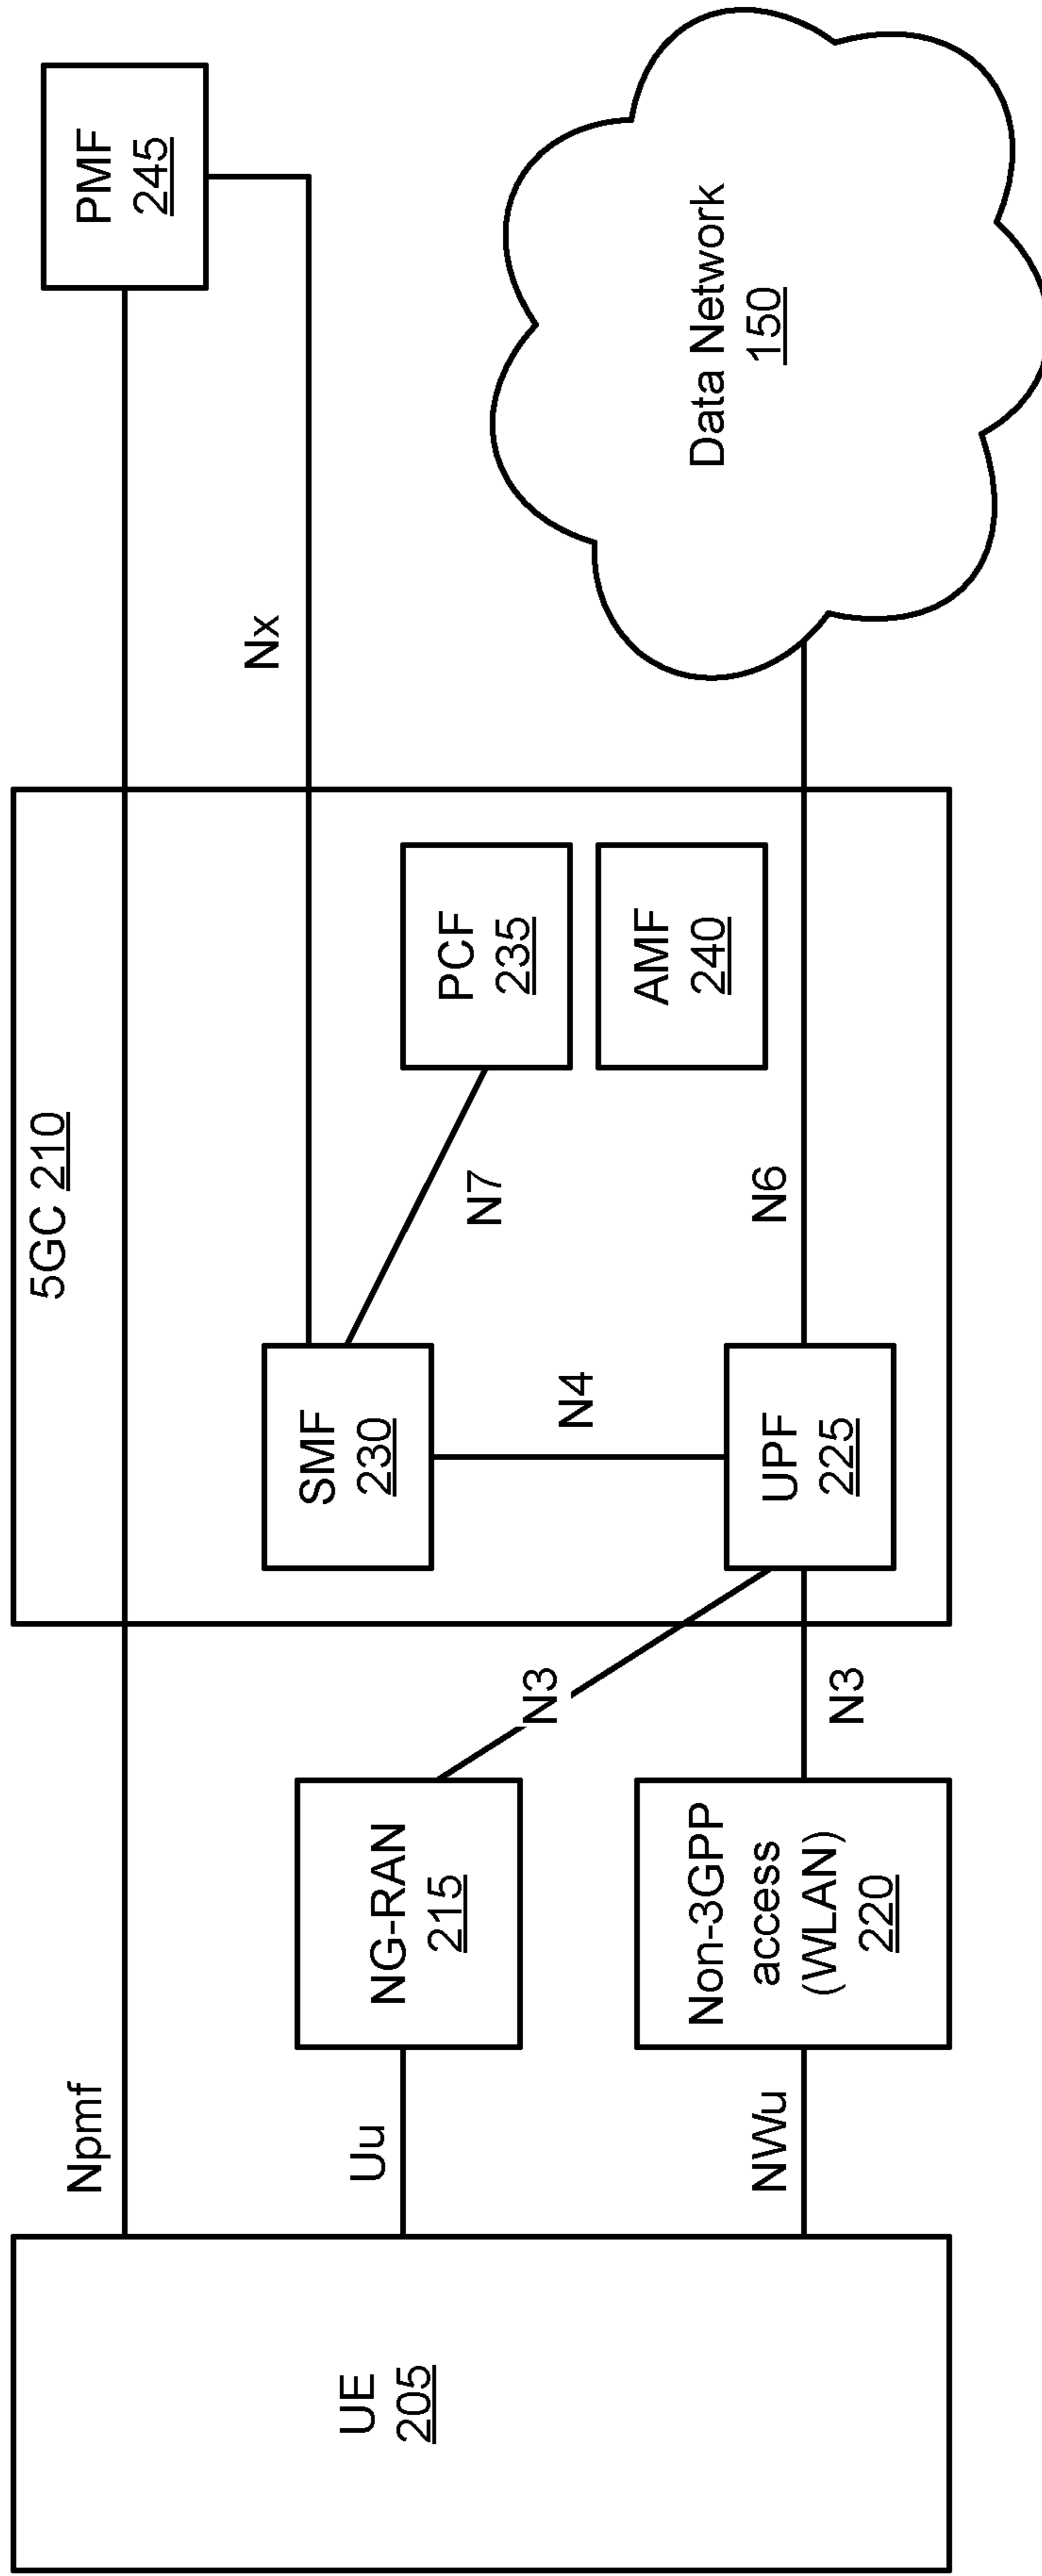 UE
205
Npmf
Uu
NWu
NG-RAN
215
Non-3GPP
access
(WLAN)
220
N3
N3
5GC 210
SMF
230
N4
UPF
225
N7
N6
PCF
235
AMF
240
Nx
PMF
245
Data Network
150